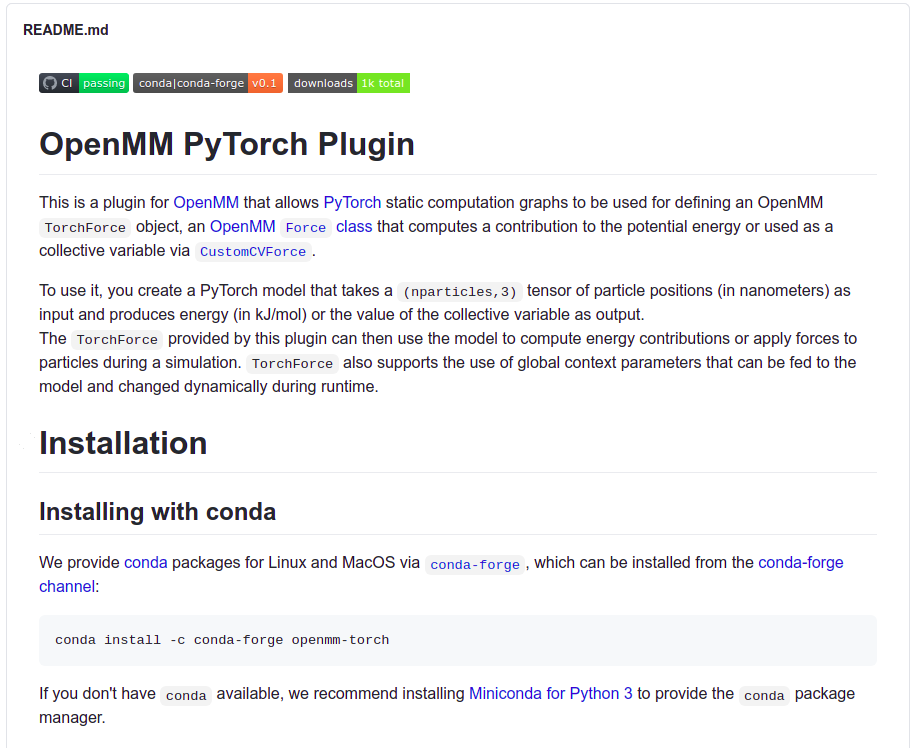 README.md
CI passing conda|conda-forge v0.1 downloads 1k total
OpenMM PyTorch Plugin
This is a plugin for OpenMM that allows PyTorch static computation graphs to be used for defining an OpenMM
TorchForce object, an OpenMM Force class that computes a contribution to the potential energy or used as a
collective variable via CustomCVForce.
To use it, you create a PyTorch model that takes a (nparticles,3) tensor of particle positions (in nanometers) as
input and produces energy (in kJ/mol) or the value of the collective variable as output.
The TorchForce provided by this plugin can then use the model to compute energy contributions or apply forces to
particles during a simulation. TorchForce also supports the use of global context parameters that can be fed to the
model and changed dynamically during runtime.
Installation
Installing with conda
We provide conda packages for Linux and MacOS via conda-forge, which can be installed from the conda-forge
channel:
conda install -c conda-forge openmm-torch
If you don't have conda available, we recommend installing Miniconda for Python 3 to provide the conda package
manager.